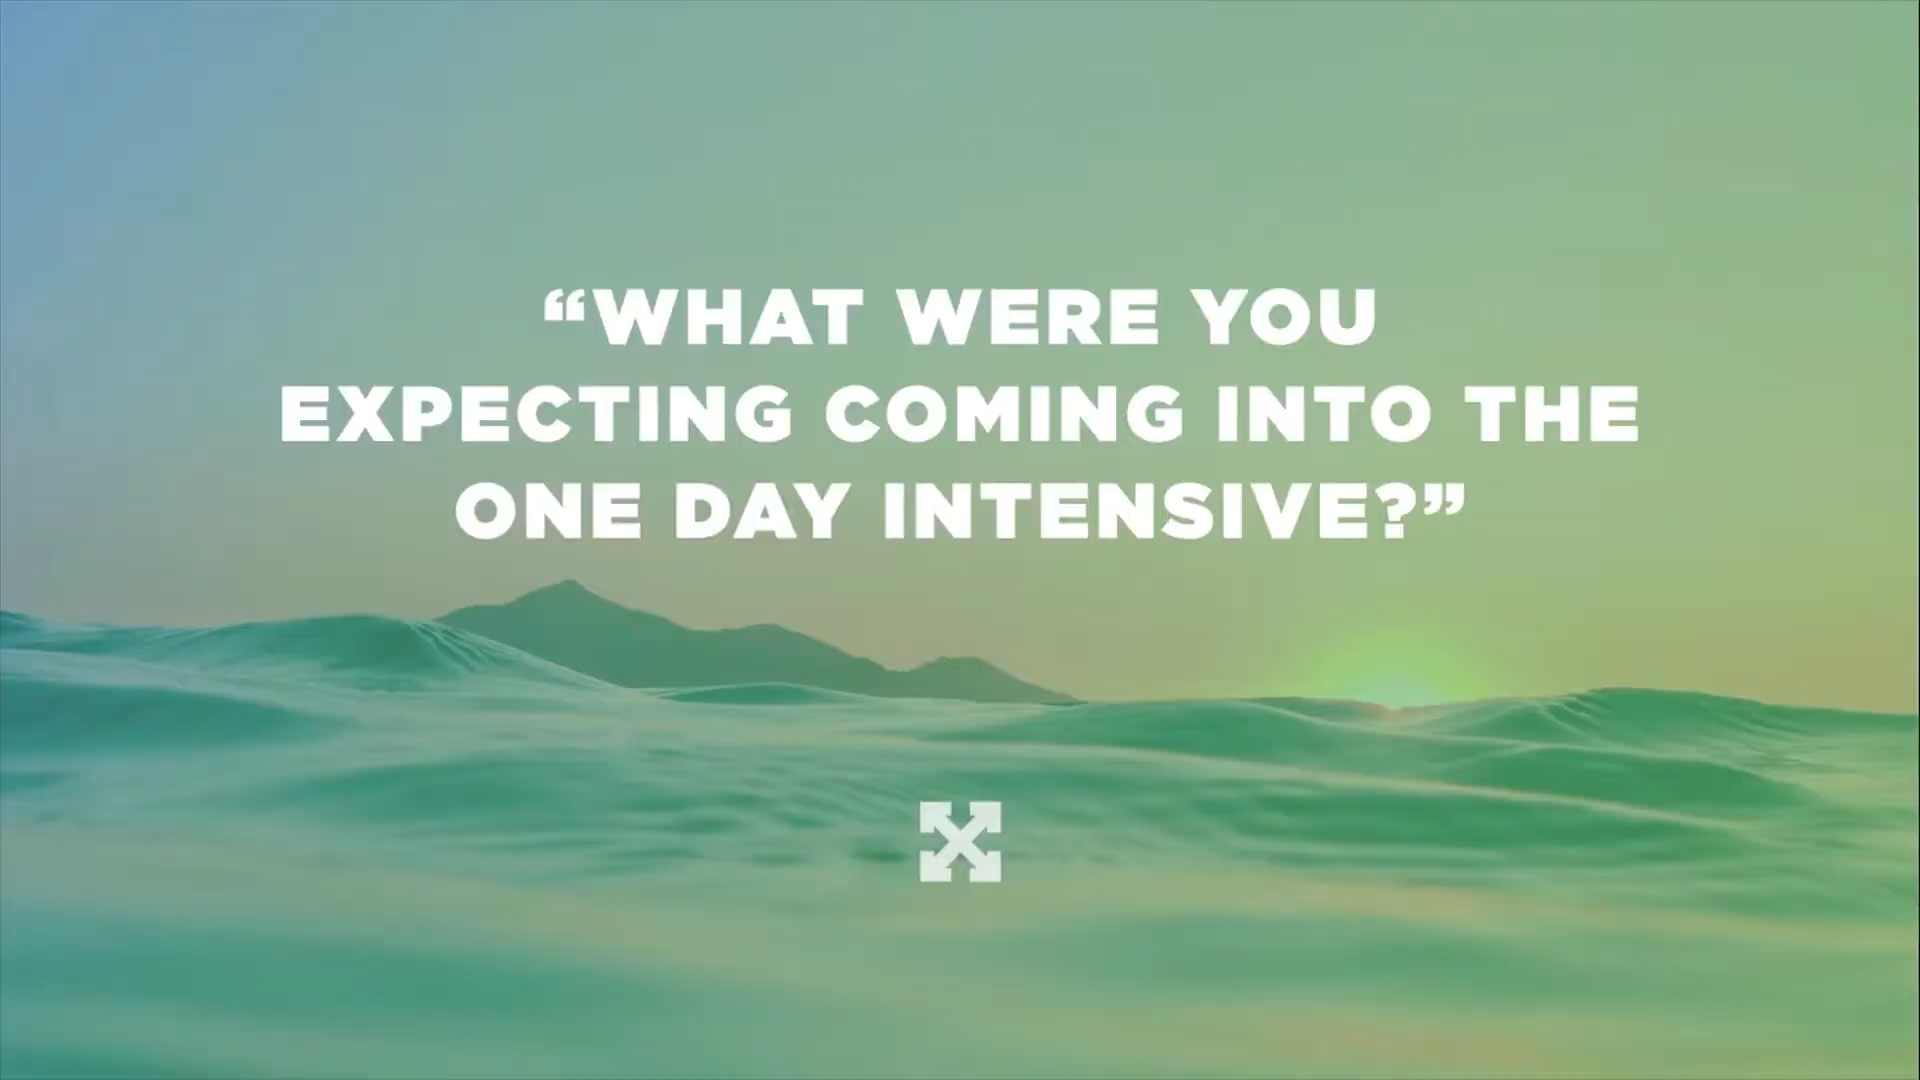 “WHAT WERE YOU
EXPECTING COMING INTO THE
ONE DAY INTENSIVE?”